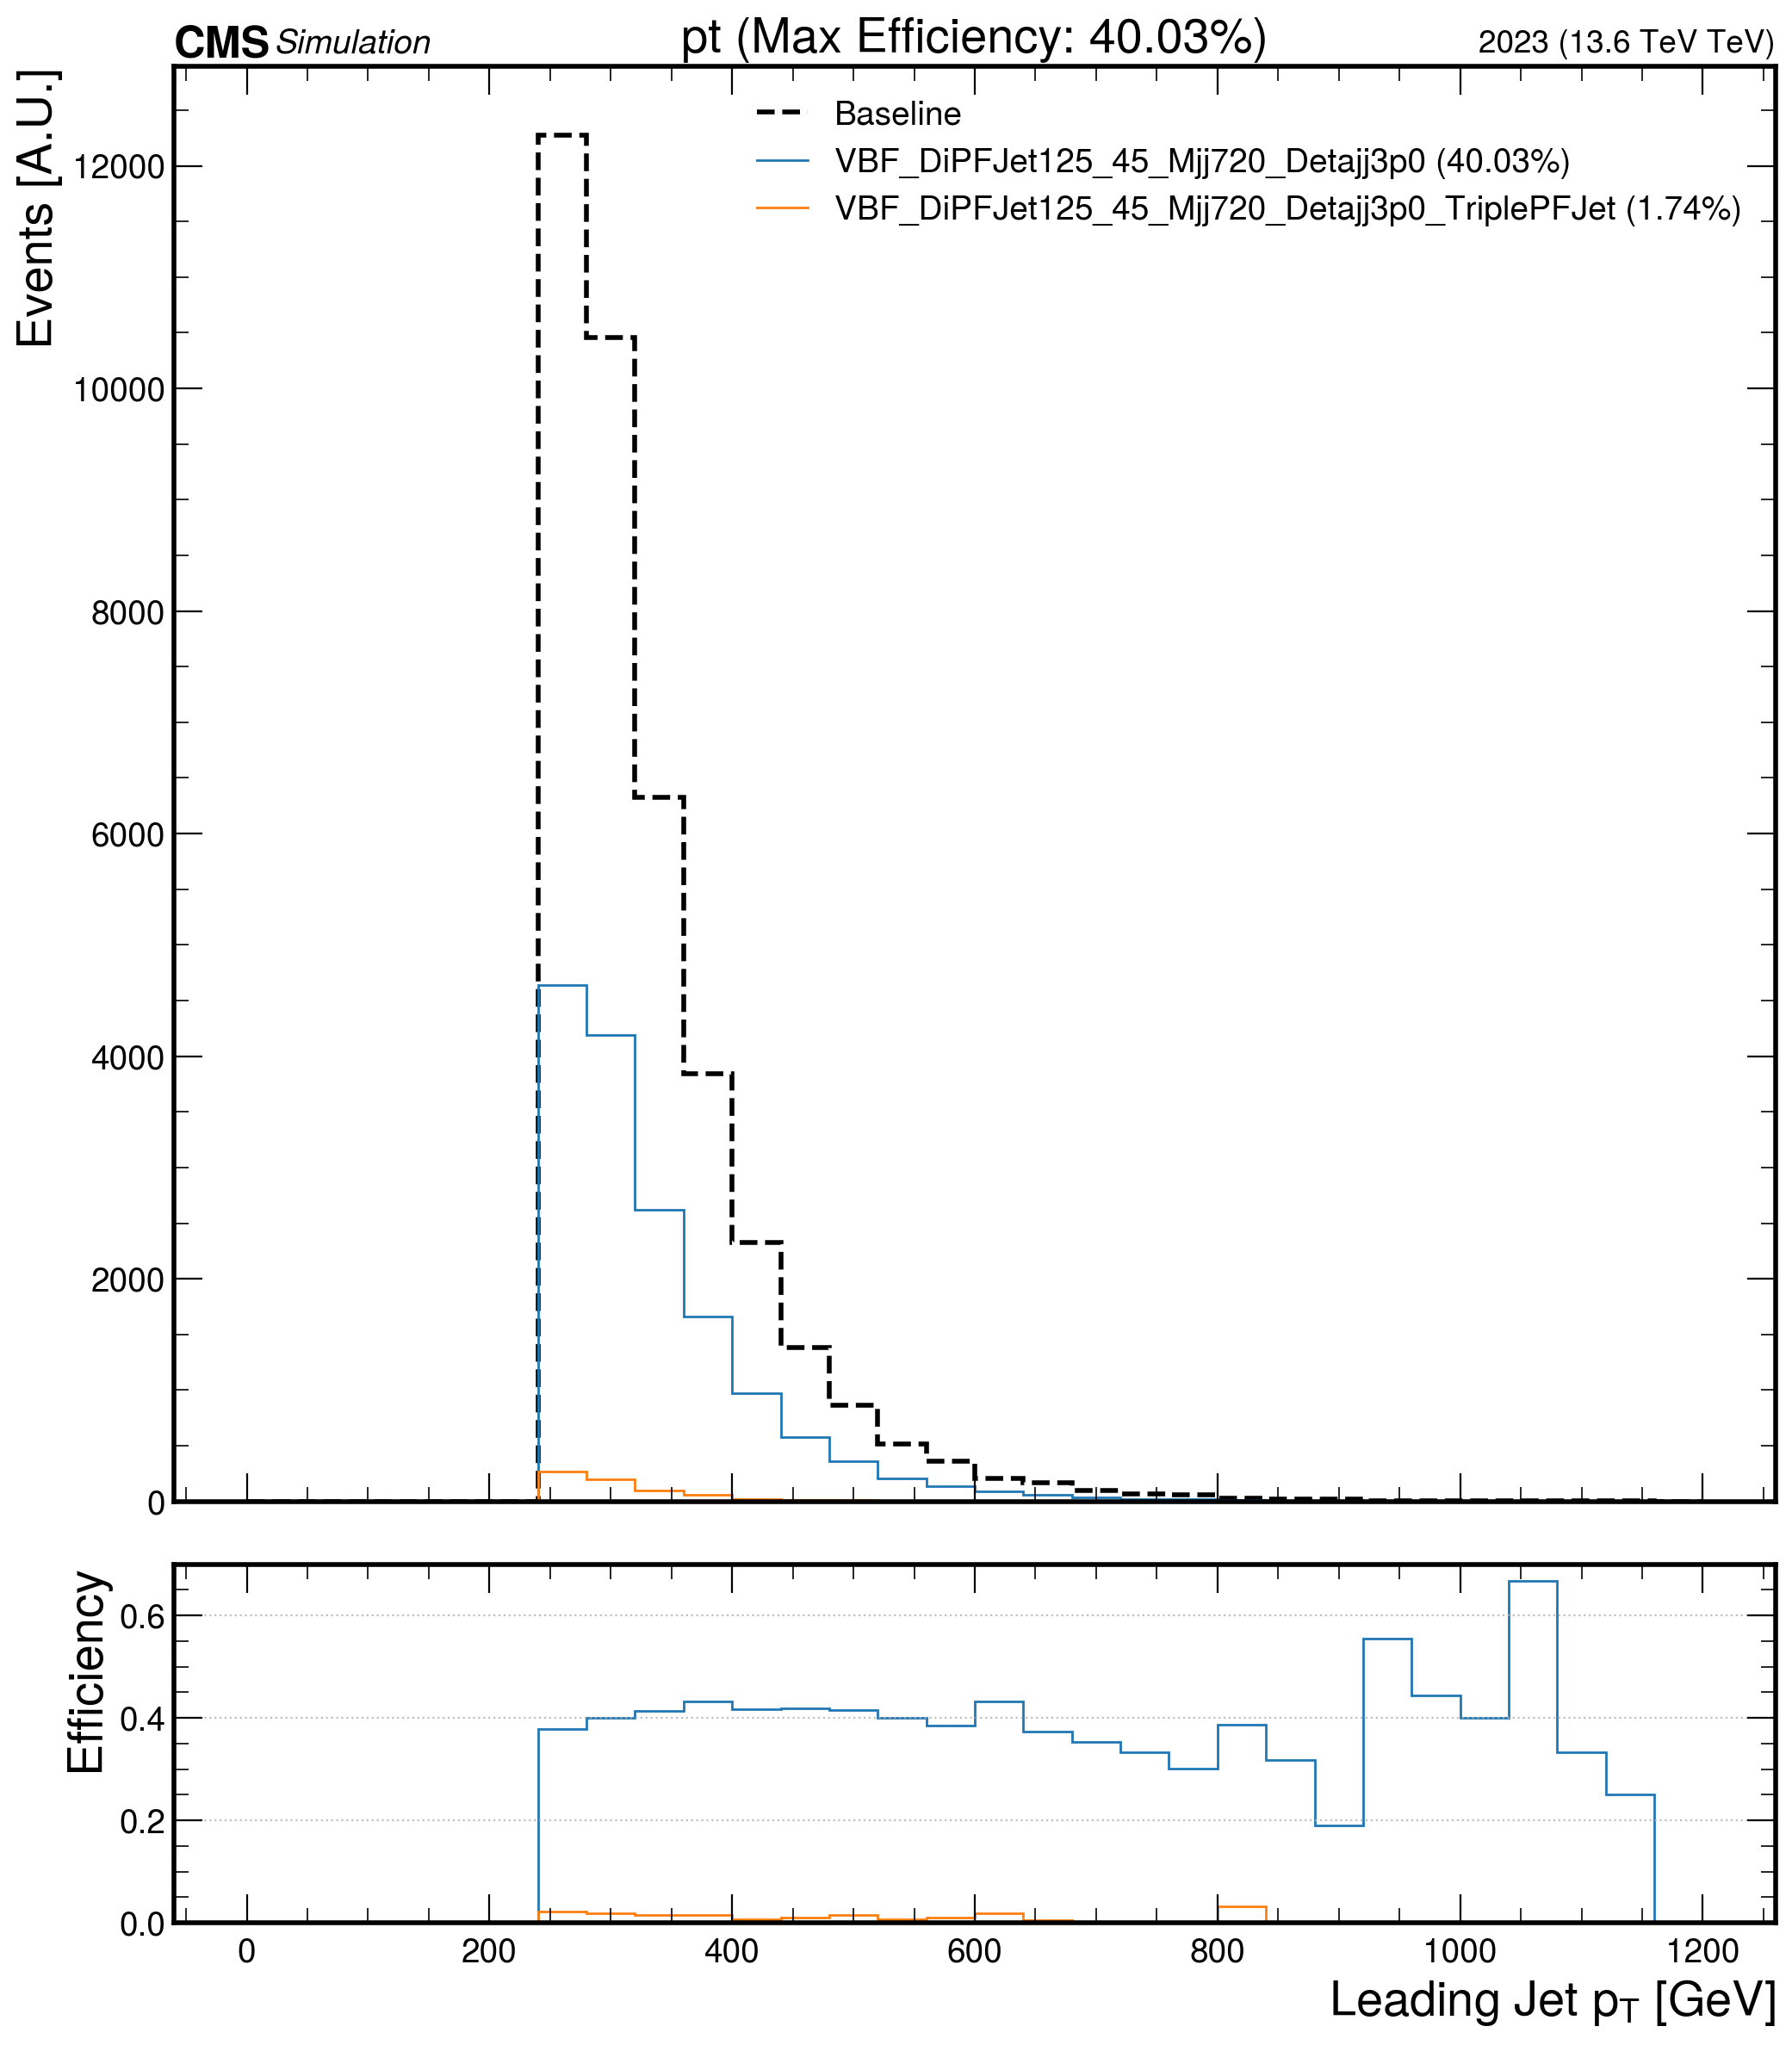 CMS Simulation pt (Max Efficiency: 40.03%) 2023 (13.6 TeV TeV)
Events [A.U.]
Baseline
VBF_DiPFJet125_45_Mjj720_Detajj3p0 (40.03%)
VBF_DiPFJet125_45_Mjj720_Detajj3p0_TriplePFJet (1.74%)
12000
10000
8000
6000
4000
2000
0
Efficiency
0.6
0.4
0.2
0.0
0 200 400 600 800 1000 1200
Leading Jet pT [GeV]